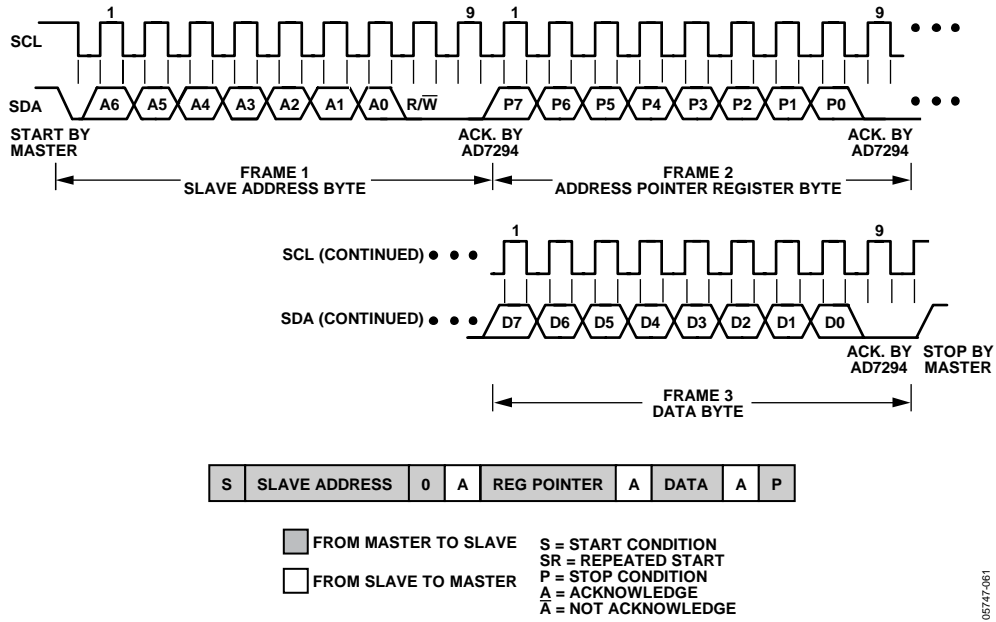 1 9 1 9
SCL
SDA A6 A5 A4 A3 A2 A1 A0 R/W̅ P7 P6 P5 P4 P3 P2 P1 P0
START BY
MASTER
ACK. BY
AD7294
ACK. BY
AD7294
FRAME 1
SLAVE ADDRESS BYTE
FRAME 2
ADDRESS POINTER REGISTER BYTE
1 9
SCL (CONTINUED)
SDA (CONTINUED) D7 D6 D5 D4 D3 D2 D1 D0
ACK. BY
AD7294
STOP BY
MASTER
FRAME 3
DATA BYTE
S SLAVE ADDRESS 0 A REG POINTER A DATA A P
FROM MASTER TO SLAVE
FROM SLAVE TO MASTER
S = START CONDITION
SR = REPEATED START
P = STOP CONDITION
A = ACKNOWLEDGE
A̅ = NOT ACKNOWLEDGE
05747-061